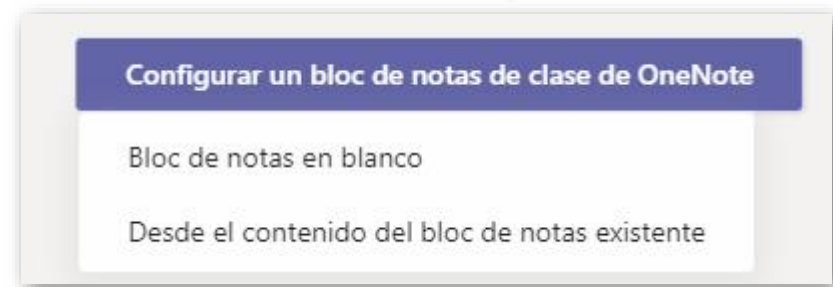 Configurar un bloc de notas de clase de OneNote
Bloc de notas en blanco
Desde el contenido del bloc de notas existente